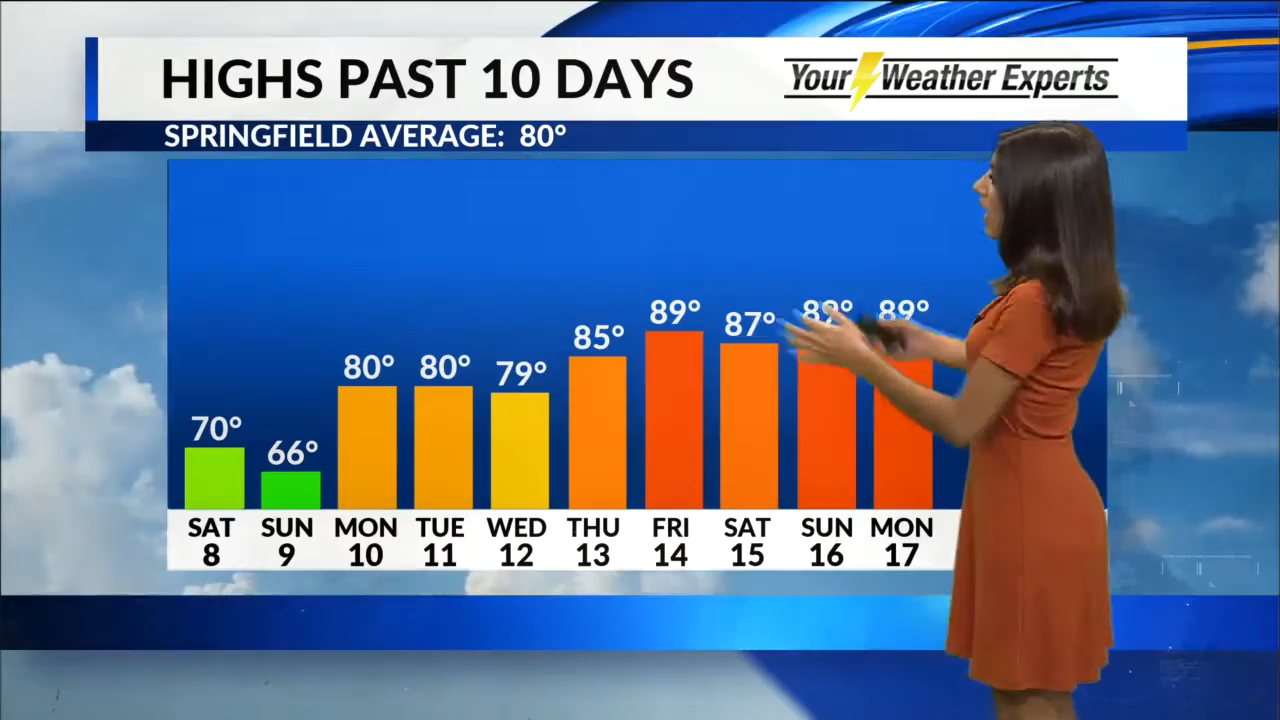 HIGHS PAST 10 DAYS
Your Weather Experts
SPRINGFIELD AVERAGE: 80°
70° 66° 80° 80° 79° 85° 89° 87° 89° 89°
SAT SUN MON TUE WED THU FRI SAT SUN MON
8 9 10 11 12 13 14 15 16 17